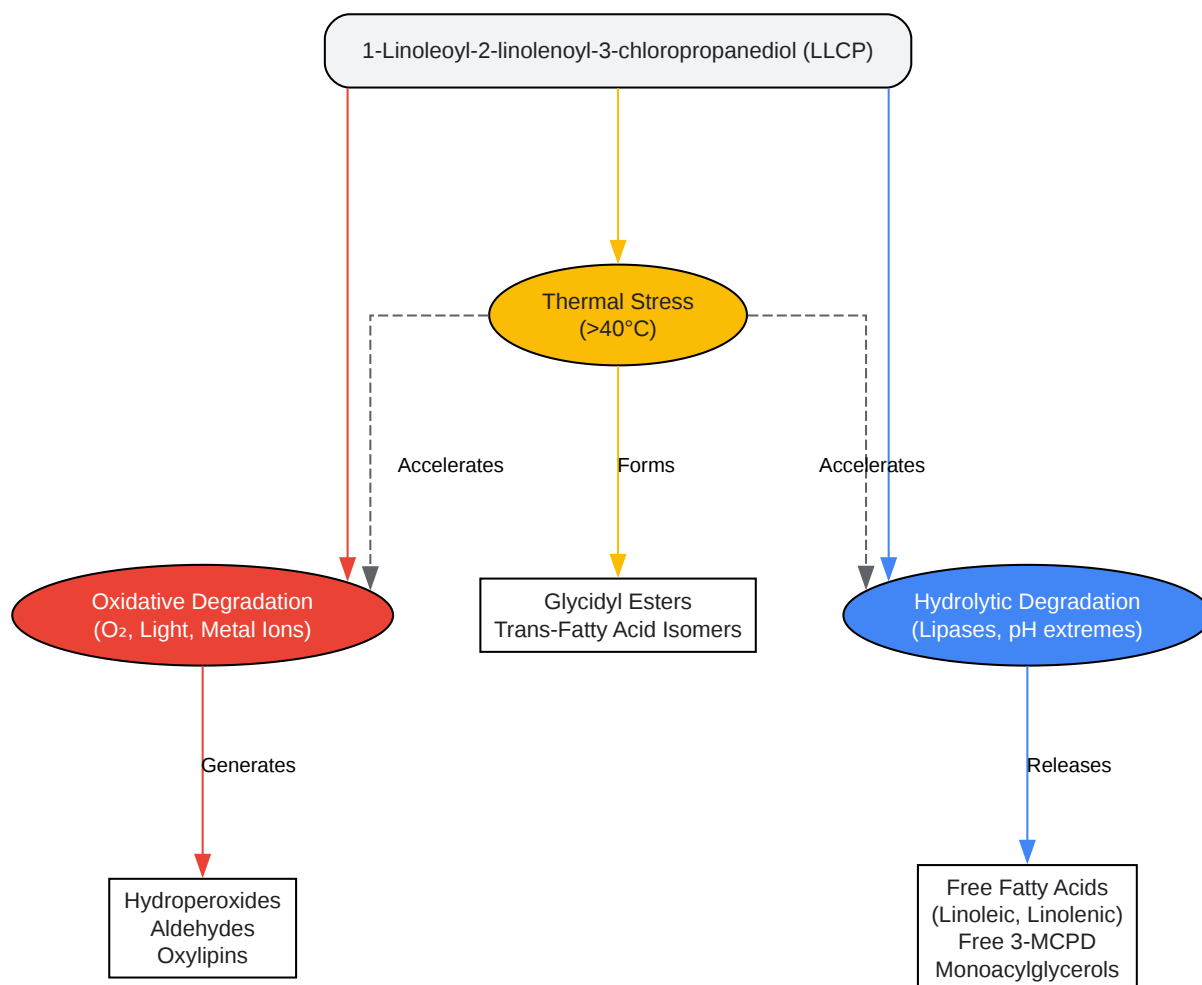 1-Linoleoyl-2-linolenoyl-3-chloropropanediol (LLCP)
Thermal Stress
(>40°C)
Accelerates
Forms
Accelerates
Oxidative Degradation
(O₂, Light, Metal Ions)
Glycidyl Esters
Trans-Fatty Acid Isomers
Hydrolytic Degradation
(Lipases, pH extremes)
Generates
Releases
Hydroperoxides
Aldehydes
Oxylipins
Free Fatty Acids
(Linoleic, Linolenic)
Free 3-MCPD
Monoacylglycerols